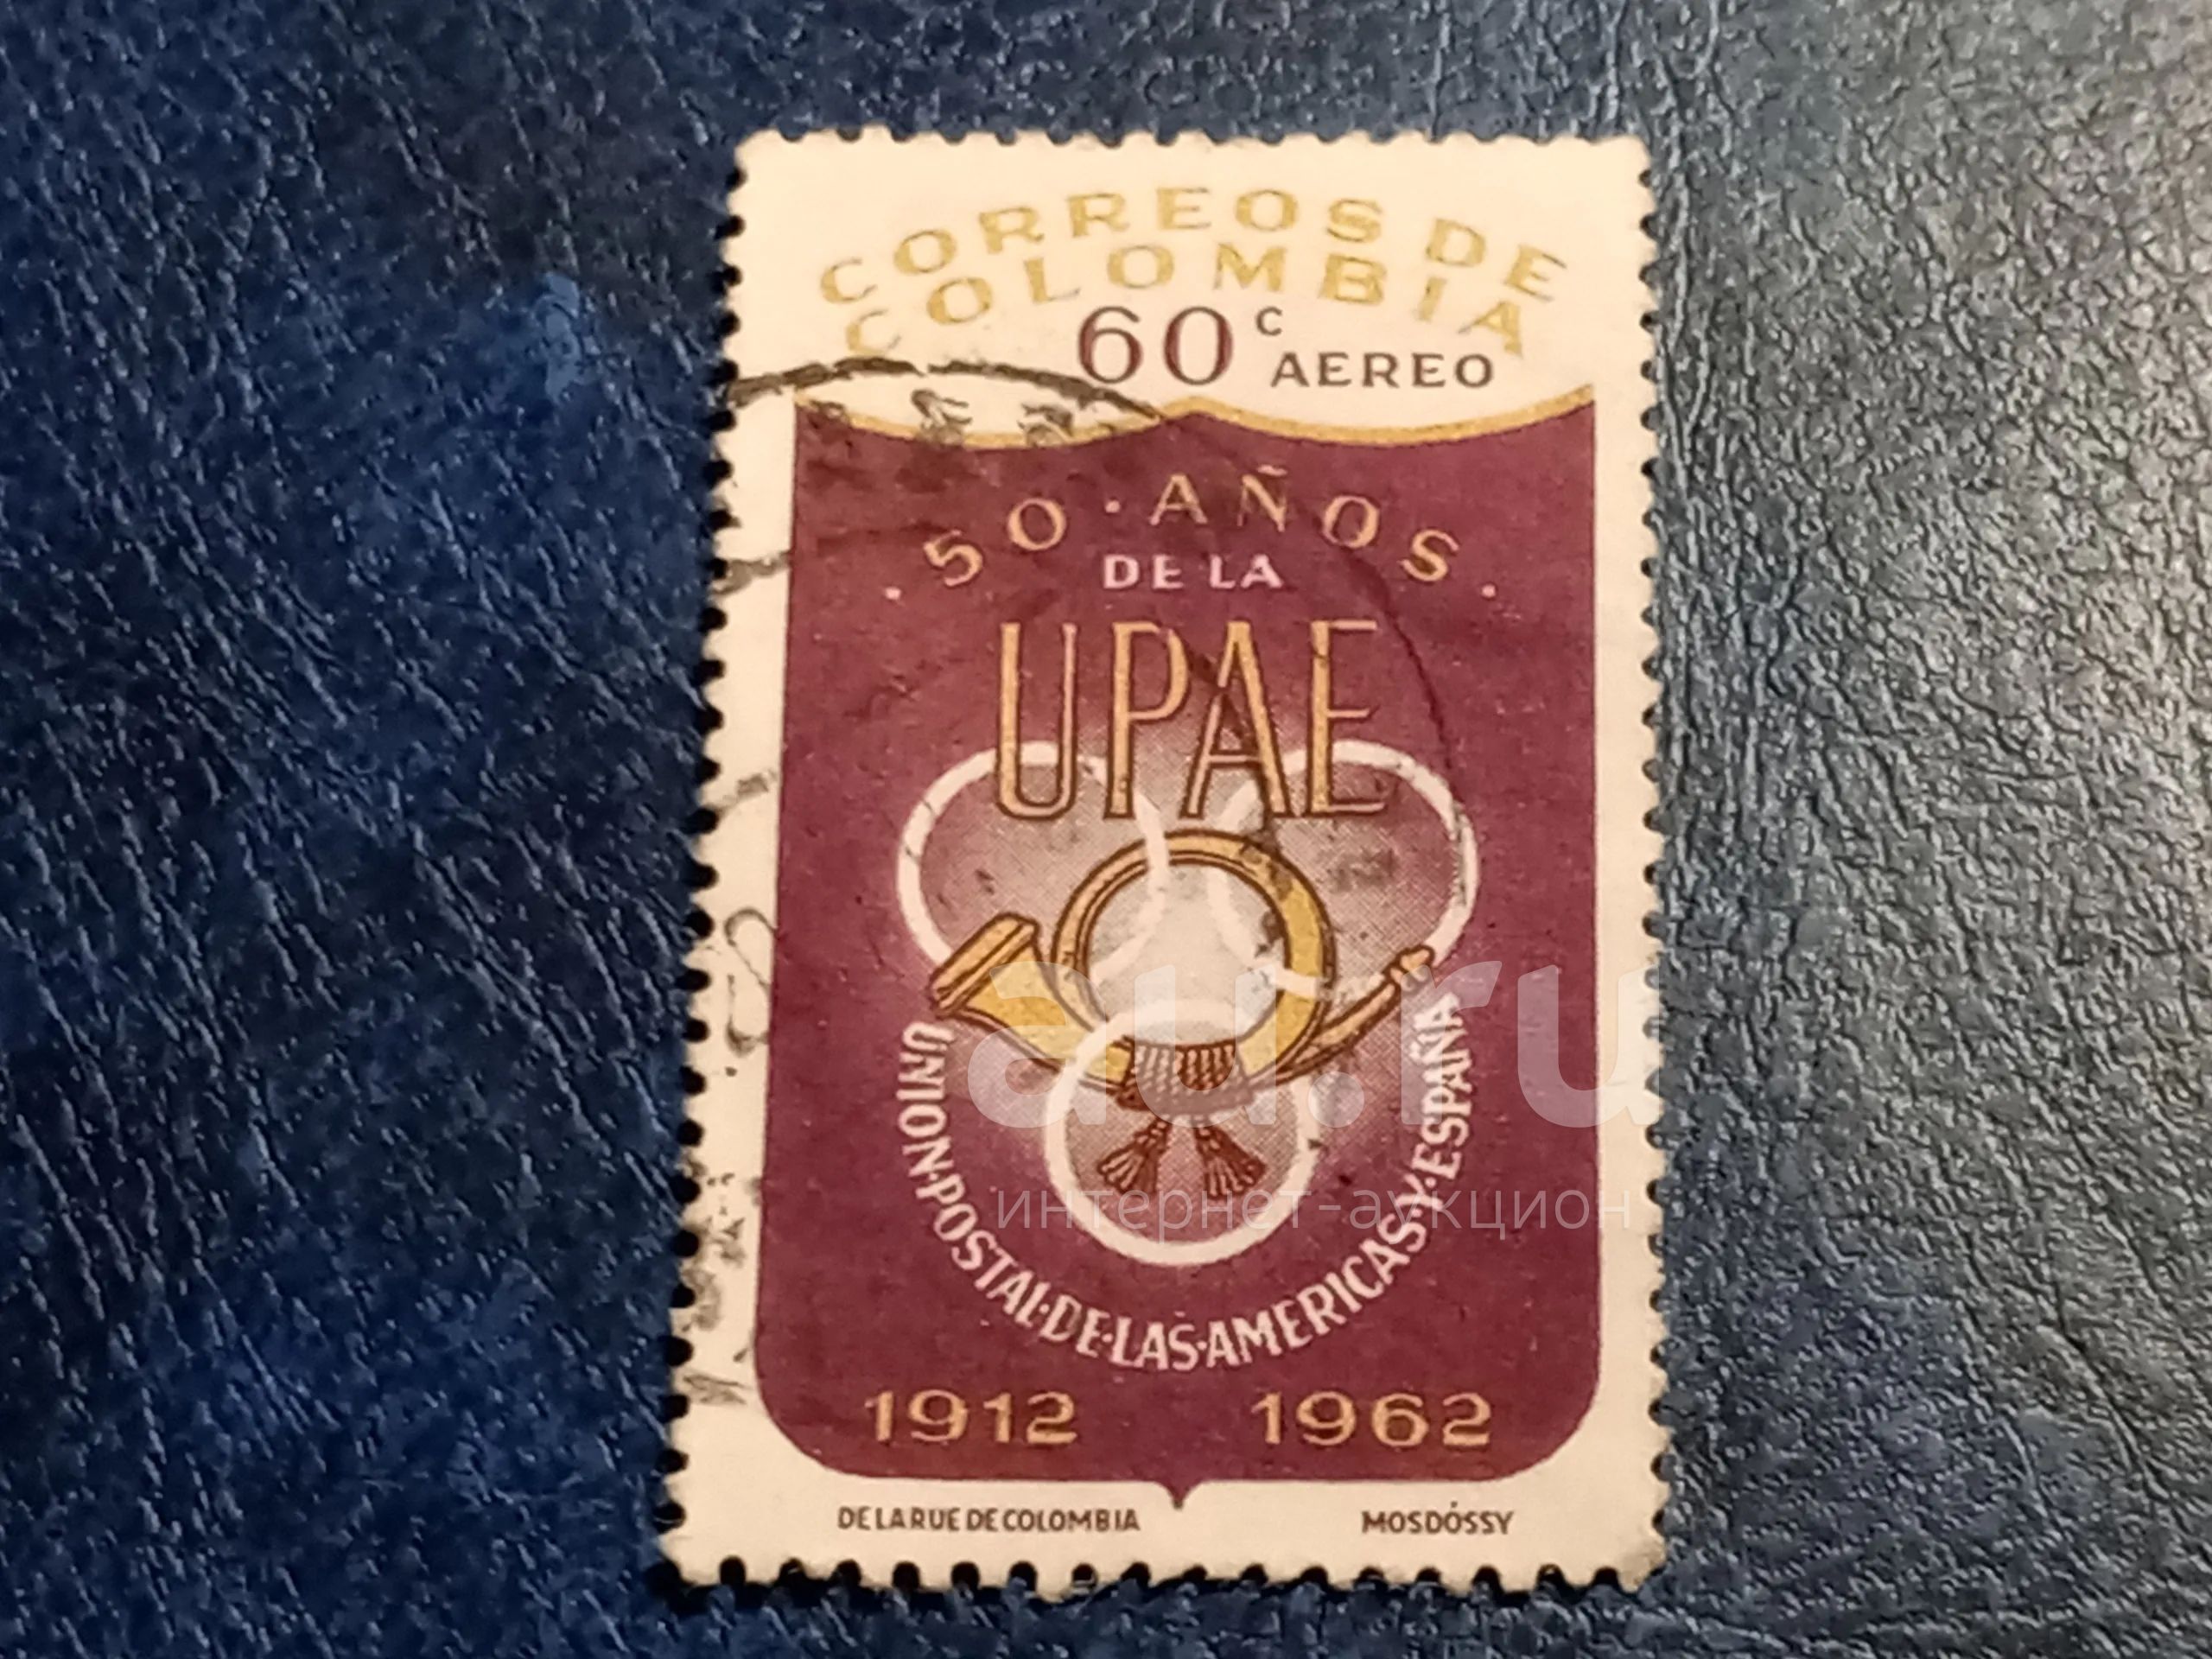 CORREOS DE
COLOMBIA
60 C AEREO
· 50 · AÑOS ·
DE LA
UPAE
UNION·POSTAL·DE·LAS·AMERICAS·Y·ESPAÑA
au.ru
интернет-аукцион
1912 1962
DE LA RUE DE COLOMBIA MOSDÓSSY